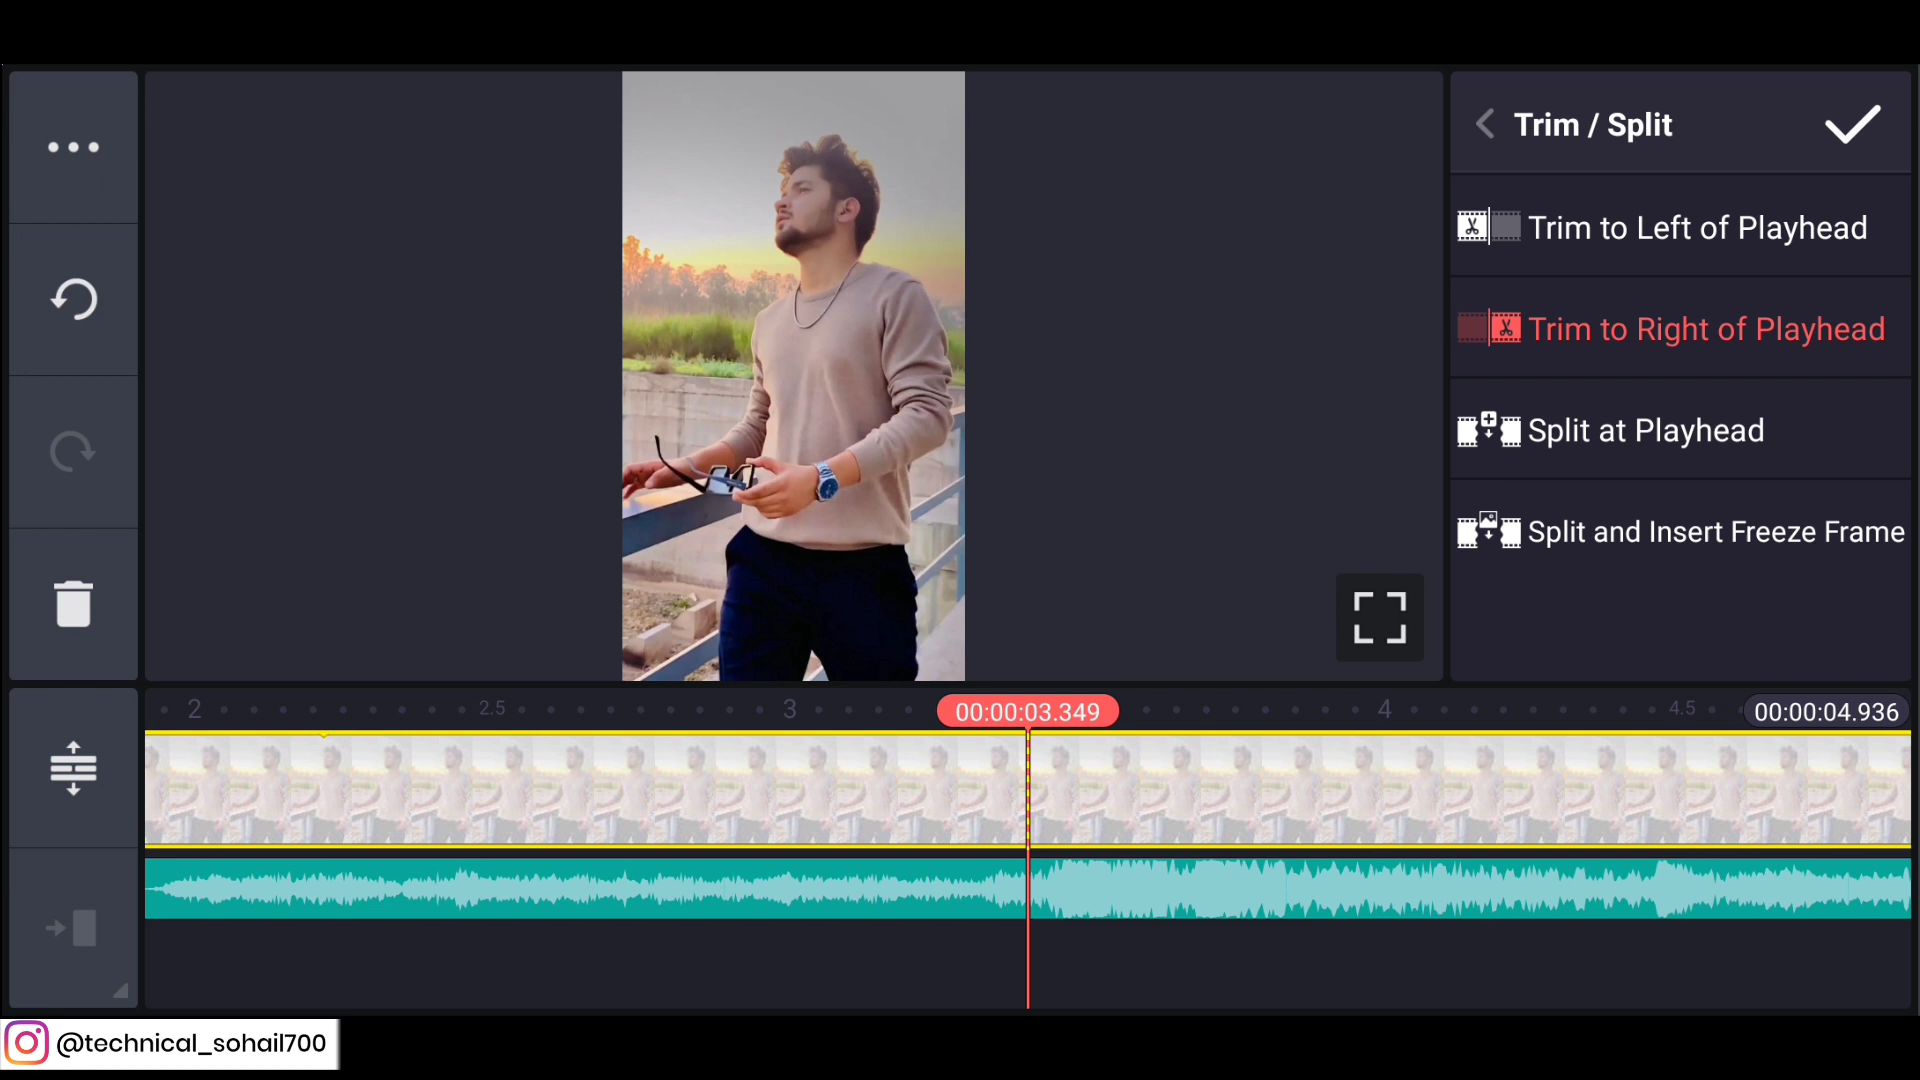 Trim / Split
Trim to Left of Playhead
Trim to Right of Playhead
Split at Playhead
Split and Insert Freeze Frame
2 2.5 3 00:00:03.349 4 4.5 00:00:04.936
@technical_sohail700